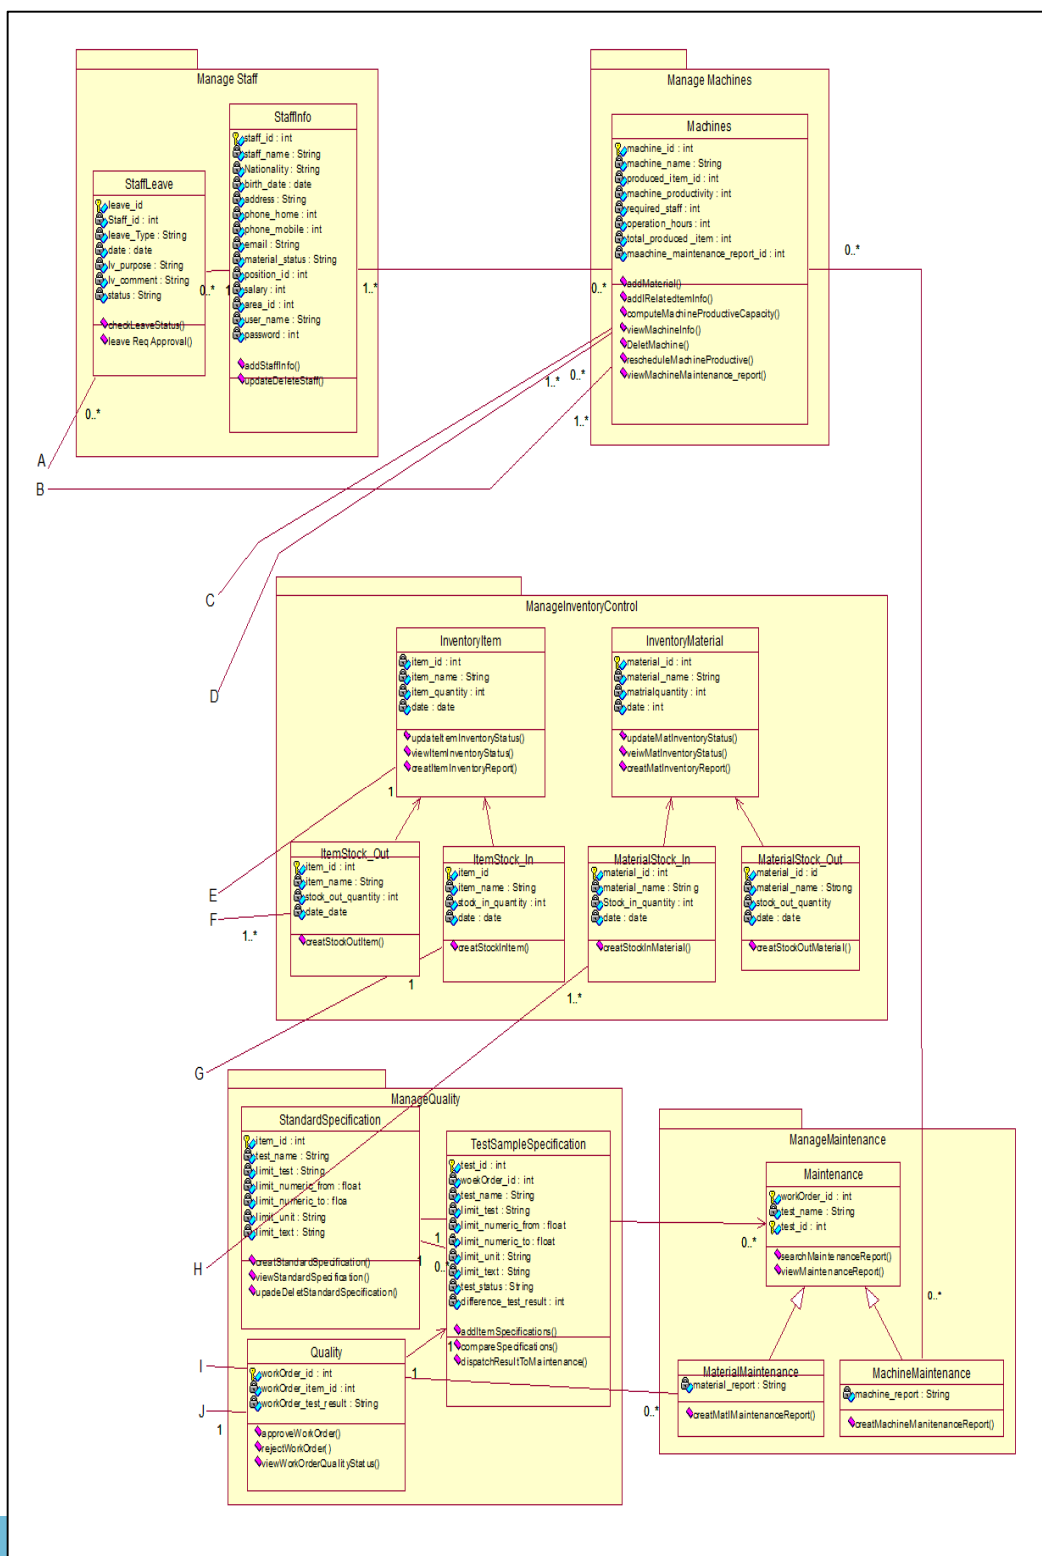 Manage Staff
StaffInfo
staff_id : int
staff_name : String
Nationality : String
birth_date : date
address : String
phone_home : int
phone_mobile : int
email : String
material_status : String
position_id : int
salary : int
area_id : int
user_name : String
password : int
addStaffInfo()
updateDeleteStaff()
StaffLeave
leave_id
Staff_id : int
leave_Type : String
date : date
lv_purpose : String
lv_comment : String
status : String
checkLeaveStatus()
leave Req Approval()
0..*
1
1..*
0..*
Manage Machines
Machines
machine_id : int
machine_name : String
produced_item_id : int
machine_productivity : int
required_staff : int
operation_hours : int
total_produced_item : int
maachine_maintenance_report_id : int
addMaterial()
addIRelatedtemInfo()
computeMachineProductiveCapacity()
viewMachineInfo()
DeletMachine()
rescheduleMachineProductive()
viewMachineMaintenance_report()
0..*
0..*
1..*
0..*
1..*
A
B
C
D
ManageInventoryControl
InventoryItem
item_id : int
item_name : String
item_quantity : int
date : date
updateItemInventoryStatus()
viewItemInventoryStatus()
creatItemInventoryReport()
1
InventoryMaterial
material_id : int
material_name : String
matrialquantity : int
date : int
updateMatInventoryStatus()
veiwMatInventoryStatus()
creatMatInventoryReport()
ItemStock_Out
item_id : int
item_name : String
stock_out_quantity : int
date_date
creatStockOutItem()
ItemStock_In
item_id
item_name : String
stock_in_quantity : int
date : date
creatStockInItem()
MaterialStock_In
material_id : int
material_name : String
Stock_in_quantity : int
date : date
creatStockInMaterial()
MaterialStock_Out
material_id : id
material_name : Strong
stock_out_quantity
date : date
creatStockOutMaterial()
E
F
1..*
1
1..*
G
H
ManageQuality
StandardSpecification
item_id : int
test_name : String
limit_test : String
limit_numeric_from : float
limit_numeric_to : floa
limit_unit : String
limit_text : String
creatStandardSpecification()
viewStandardSpecification()
upadeDeletStandardSpecification()
1
1
0..*
TestSampleSpecification
test_id : int
woekOrder_id : int
test_name : String
limit_test : String
limit_numeric_from : float
limit_numeric_to : float
limit_unit : String
limit_text : String
test_status : String
difference_test_result : int
addItemSpecifications()
compareSpecifications()
dispatchResultToMaintenance()
1
Quality
workOrder_id : int
workOrder_item_id : int
workOrder_test_result : String
approveWorkOrder()
rejectWorkOrder()
viewWorkOrderQualityStatus()
1
I
J
1
ManageMaintenance
Maintenance
workOrder_id : int
test_name : String
test_id : int
searchMaintenanceReport()
viewMaintenanceReport()
0..*
0..*
MaterialMaintenance
material_report : String
creatMatlMaintenanceReport()
0..*
MachineMaintenance
machine_report : String
creatMachineManitenanceReport()